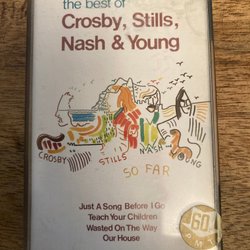 the best of
Crosby, Stills,
Nash & Young
CROSBY
STILLS
NASH
YOUNG
SO FAR
Just A Song Before I Go
Teach Your Children
Wasted On The Way
Our House
60